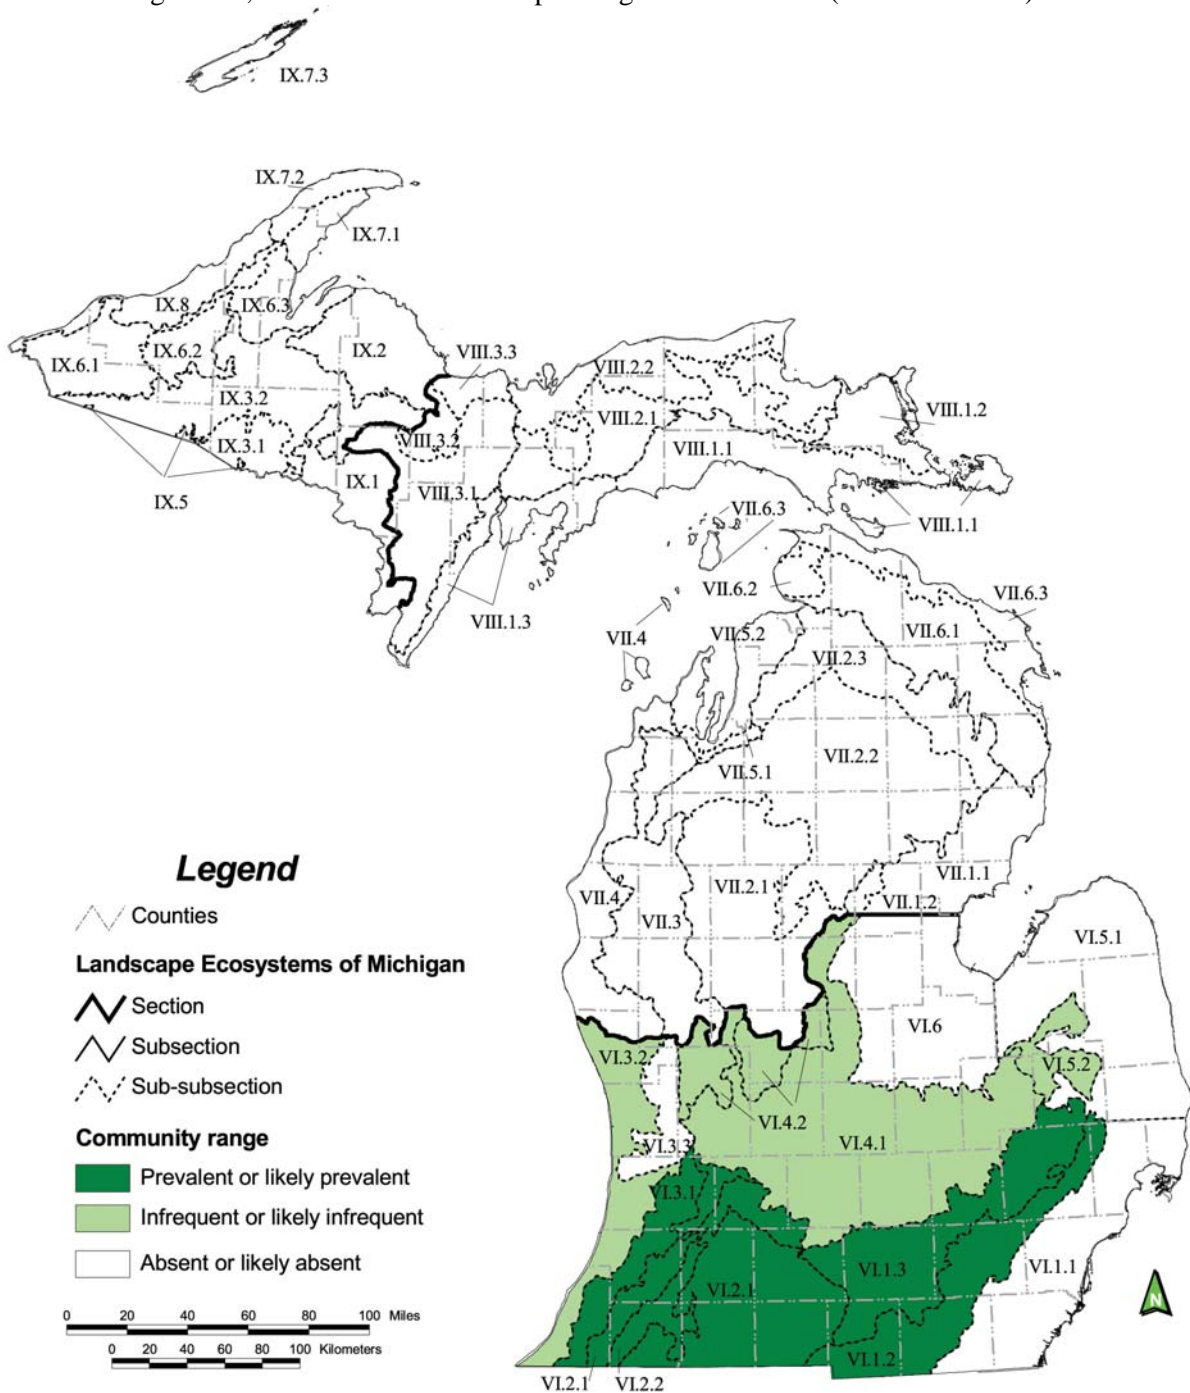 IX.7.3
IX.7.2
IX.7.1
IX.8
IX.6.3
IX.6.1
IX.6.2
IX.2
VIII.3.3
VIII.2.2
IX.3.2
VIII.2.1
VIII.1.2
IX.3.1
VIII.3.2
VIII.1.1
IX.5
IX.1
VIII.3.1
VII.6.3
VIII.1.1
VII.6.2
VII.6.3
VIII.1.3
VII.4
VII.5.2
VII.6.1
VII.2.3
VII.5.1
VII.2.2
Legend
Counties
Landscape Ecosystems of Michigan
Section
Subsection
Sub-subsection
Community range
Prevalent or likely prevalent
Infrequent or likely infrequent
Absent or likely absent
0 20 40 60 80 100 Miles
0 20 40 60 80 100 Kilometers
VII.4
VII.3
VII.2.1
VII.1.1
VII.1.2
VI.5.1
VI.6
VI.3.2
VI.5.2
VI.4.2
VI.3.3
VI.4.1
VI.3.1
VI.1.3
VI.1.1
VI.2.1
VI.1.2
VI.2.1
VI.2.2
N